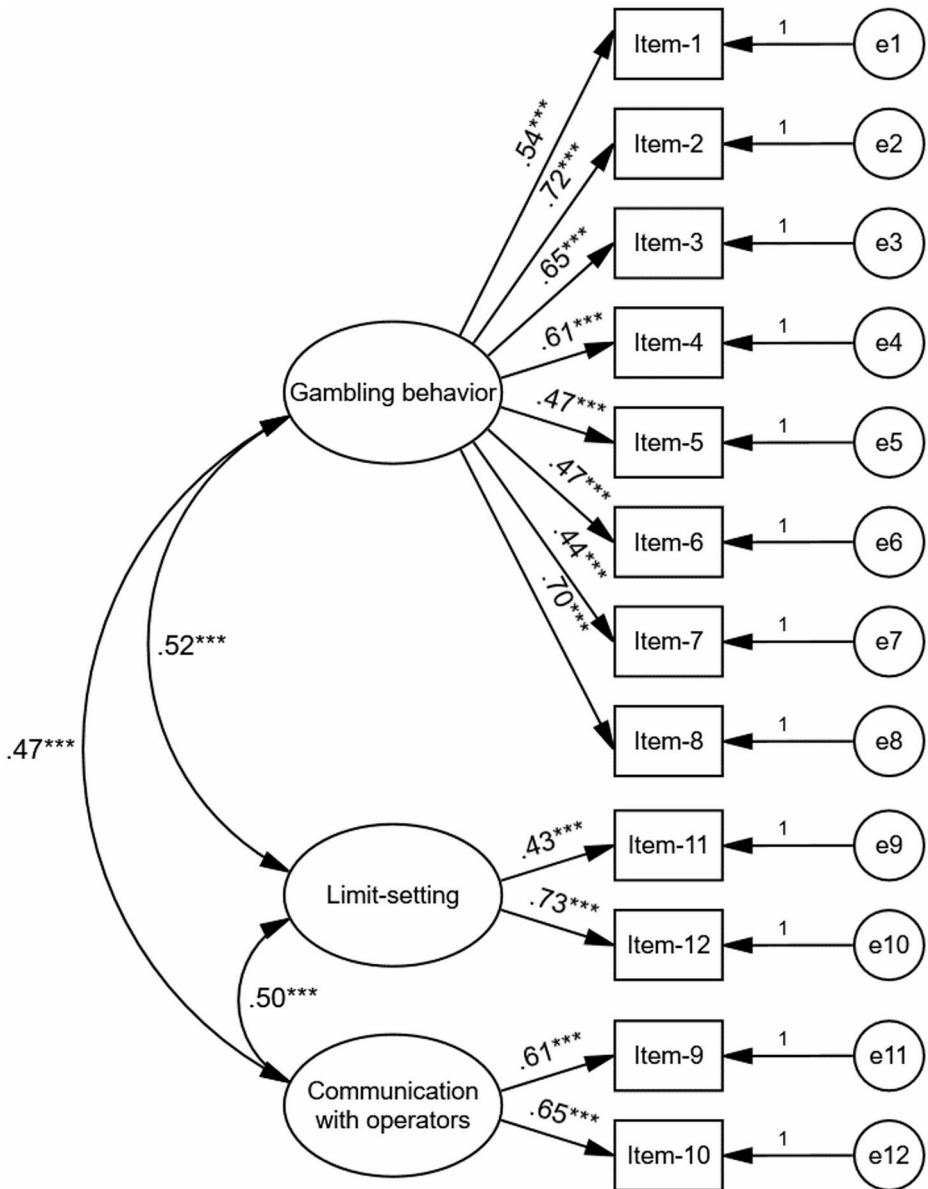 Item-1
1
e1
.54***
Item-2
1
e2
.72***
Item-3
1
e3
.65***
Item-4
1
e4
.61***
Gambling behavior
Item-5
1
e5
.47***
Item-6
1
e6
.47***
.44***
Item-7
1
e7
.70***
.52***
Item-8
1
e8
.47***
Item-11
1
e9
.43***
Limit-setting
.73***
Item-12
1
e10
.50***
Item-9
1
e11
.61***
Communication
with operators
.65***
Item-10
1
e12